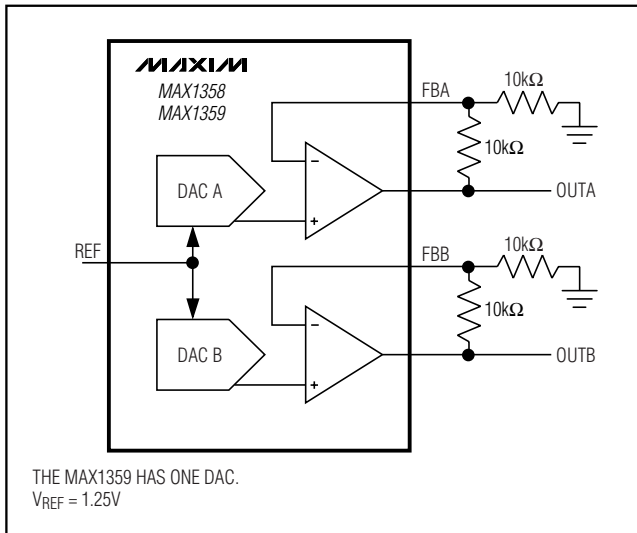 MAXIM
MAX1358
MAX1359
FBA
10kΩ
10kΩ
DAC A
OUTA
REF
FBB
10kΩ
10kΩ
DAC B
OUTB
THE MAX1359 HAS ONE DAC.
VREF = 1.25V